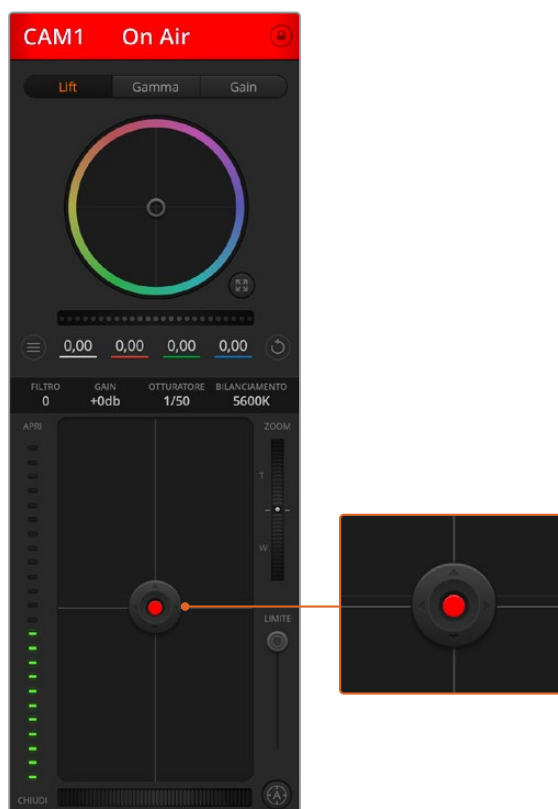 CAM1 On Air
Lift Gamma Gain
0,00 0,00 0,00 0,00
FILTRO GAIN OTTURATORE BILANCIAMENTO
0 +0db 1/50 5600K
APRI ZOOM
T
W
LIMITE
CHIUDI A